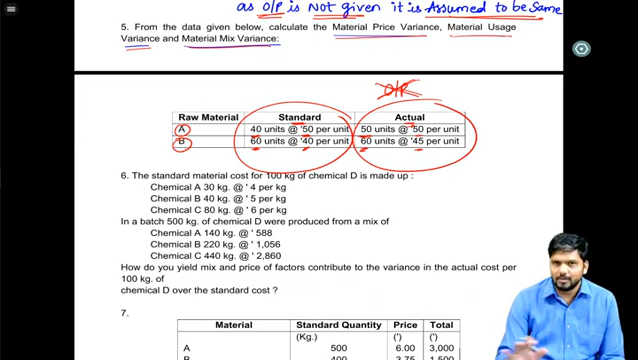 as O/P is Not given it is Assumed to be Same
5. From the data given below, calculate the Material Price Variance, Material Usage
Variance and Material Mix Variance:
O/P
Raw Material Standard Actual
A 40 units @ '50 per unit 50 units @ '50 per unit
B 60 units @ '40 per unit 60 units @ '45 per unit
6. The standard material cost for 100 kg of chemical D is made up :
Chemical A 30 kg. @ ' 4 per kg
Chemical B 40 kg. @ ' 5 per kg
Chemical C 80 kg. @ ' 6 per kg
In a batch 500 kg. of chemical D were produced from a mix of
Chemical A 140 kg. @ ' 588
Chemical B 220 kg. @ ' 1,056
Chemical C 440 kg. @ ' 2,860
How do you yield mix and price of factors contribute to the variance in the actual cost per
100 kg. of
chemical D over the standard cost ?
7.
Material Standard Quantity Price Total
(Kg.) (') (')
A 500 6.00 3,000
B 400 3.75 1,500